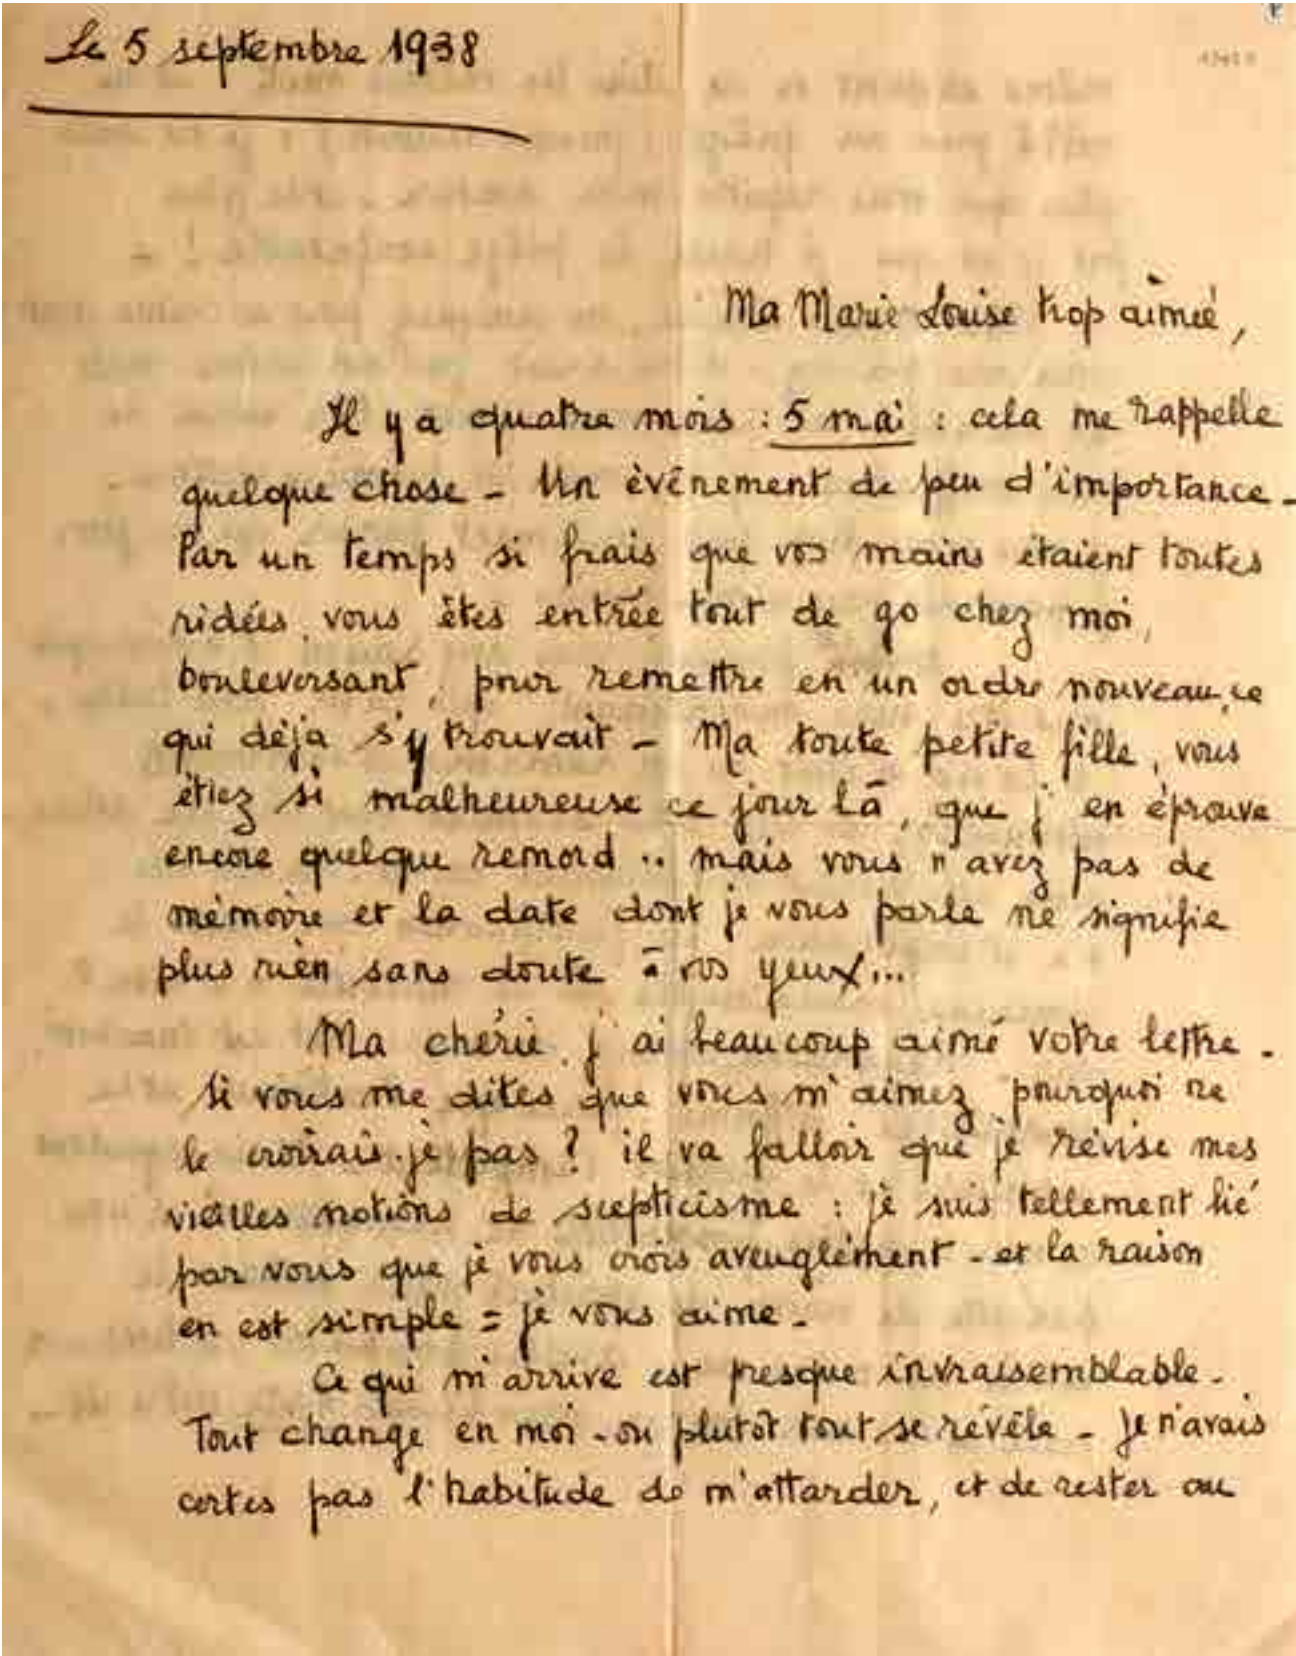 Le 5 septembre 1938
Ma Marie Louise trop aimée,
Il y a quatre mois : 5 mai : cela me rappelle
quelque chose - Un évênement de peu d'importance -
Par un temps si frais que vos mains étaient toutes
ridées, vous êtes entrée tout de go chez moi,
bouleversant, pour remettre en un ordre nouveau, ce
qui déja s'y trouvait - Ma toute petite fille, vous
étiez si malheureuse ce jour là, que j'en éprouve
encore quelque remord .. mais vous n'avez pas de
mémoire et la date dont je vous parle ne signifie
plus rien sans doute à vos yeux...
Ma chérie, j'ai beaucoup aimé votre lettre.
Si vous me dites que vous m'aimez, pourquoi ne
le croirais-je pas ? il va falloir que je révise mes
vieilles notions de scepticisme : je suis tellement lié
par vous que je vous crois aveuglément - et la raison
en est simple = je vous aime.
Ce qui m'arrive est presque invraisemblable.
Tout change en moi - ou plutôt tout se révèle - Je n'avais
certes pas l'habitude de m'attarder, et de rester au